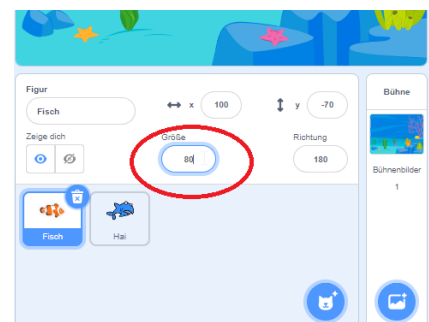 Figur
Fisch
x 100
y -70
Zeige dich
Größe
80
Richtung
180
Fisch
Hai
Bühne
Bühnenbilder
1